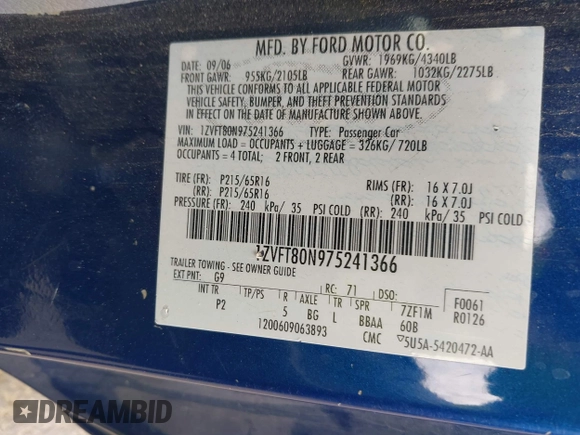 MFD. BY FORD MOTOR CO.
DATE: 09/06 GVWR: 1969KG/4340LB
FRONT GAWR: 955KG/2105LB REAR GAWR: 1032KG/2275LB
THIS VEHICLE CONFORMS TO ALL APPLICABLE FEDERAL MOTOR
VEHICLE SAFETY, BUMPER, AND THEFT PREVENTION STANDARDS
IN EFFECT ON THE DATE OF MANUFACTURE SHOWN ABOVE.
VIN: 1ZVFT80N975241366 TYPE: Passenger Car
MAXIMUM LOAD = OCCUPANTS + LUGGAGE = 326KG/ 720LB
OCCUPANTS = 4 TOTAL; 2 FRONT, 2 REAR
TIRE (FR): P215/65R16 RIMS (FR): 16 X 7.0J
(RR): P215/65R16 (RR): 16 X 7.0J
PRESSURE (FR): 240 kPa/ 35 PSI COLD (RR): 240 kPa/ 35 PSI COLD
1ZVFT80N975241366
TRAILER TOWING - SEE OWNER GUIDE
EXT PNT: G9 RC: 71 DSO: F0061
INT TR TP/PS R AXLE TR SPR 7ZF1M R0126
P2 5 BG L BBAA 60B
1200609063893 CMC 5U5A-5420472-AA
DREAMBID